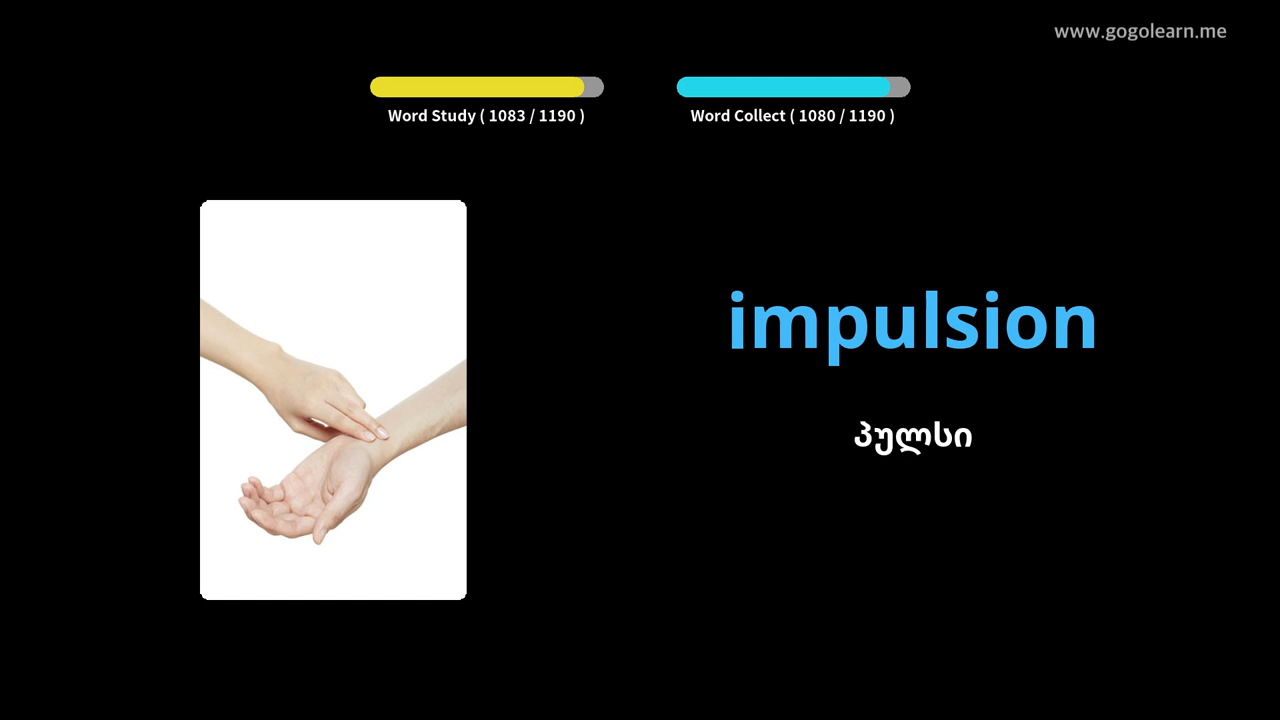 www.gogolearn.me
Word Study ( 1083 / 1190 )
Word Collect ( 1080 / 1190 )
impulsion
პულსი